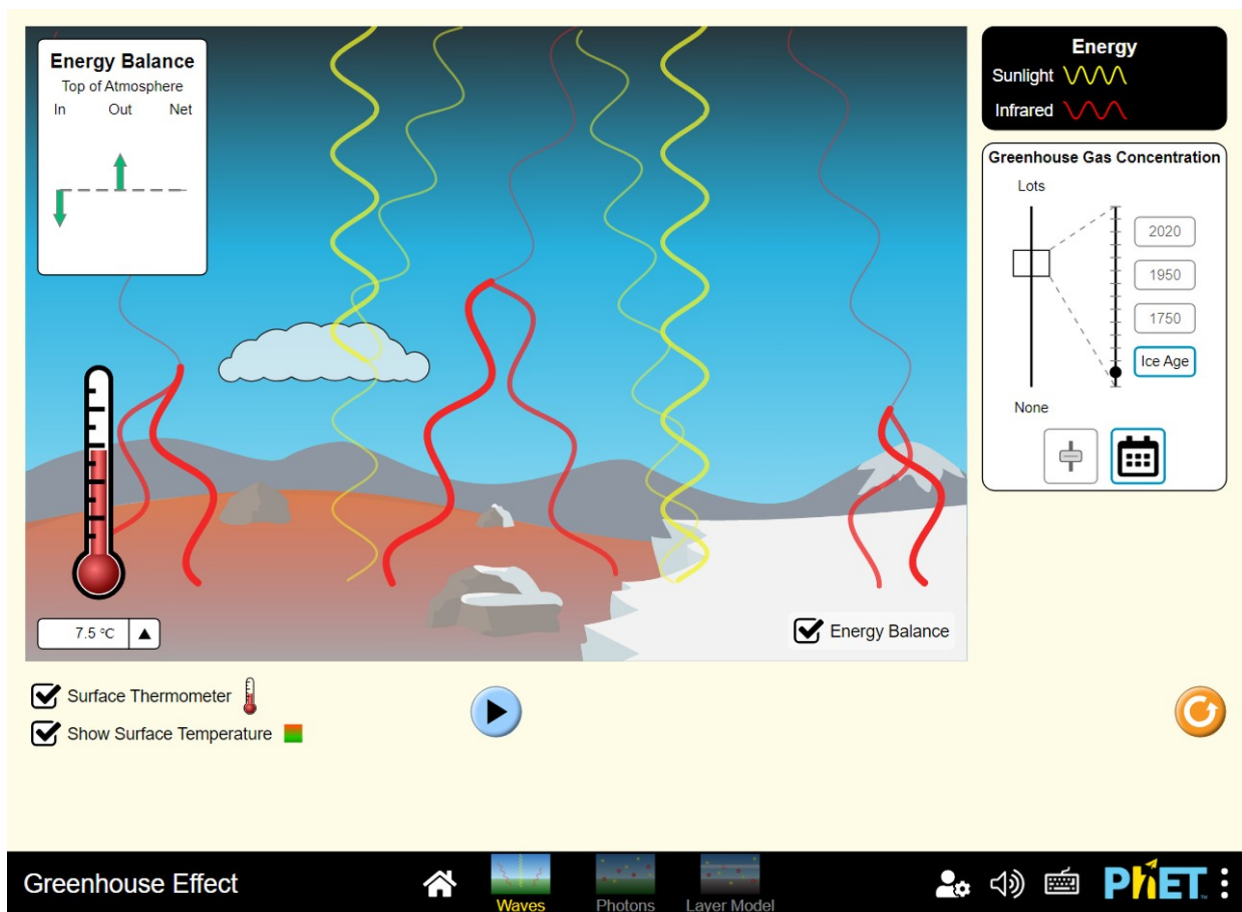 Energy Balance
Top of Atmosphere
In Out Net
7.5 °C
Energy Balance
Energy
Sunlight
Infrared
Greenhouse Gas Concentration
Lots
2020
1950
1750
Ice Age
None
Surface Thermometer
Show Surface Temperature
Greenhouse Effect
Waves
Photons
Layer Model
PhET